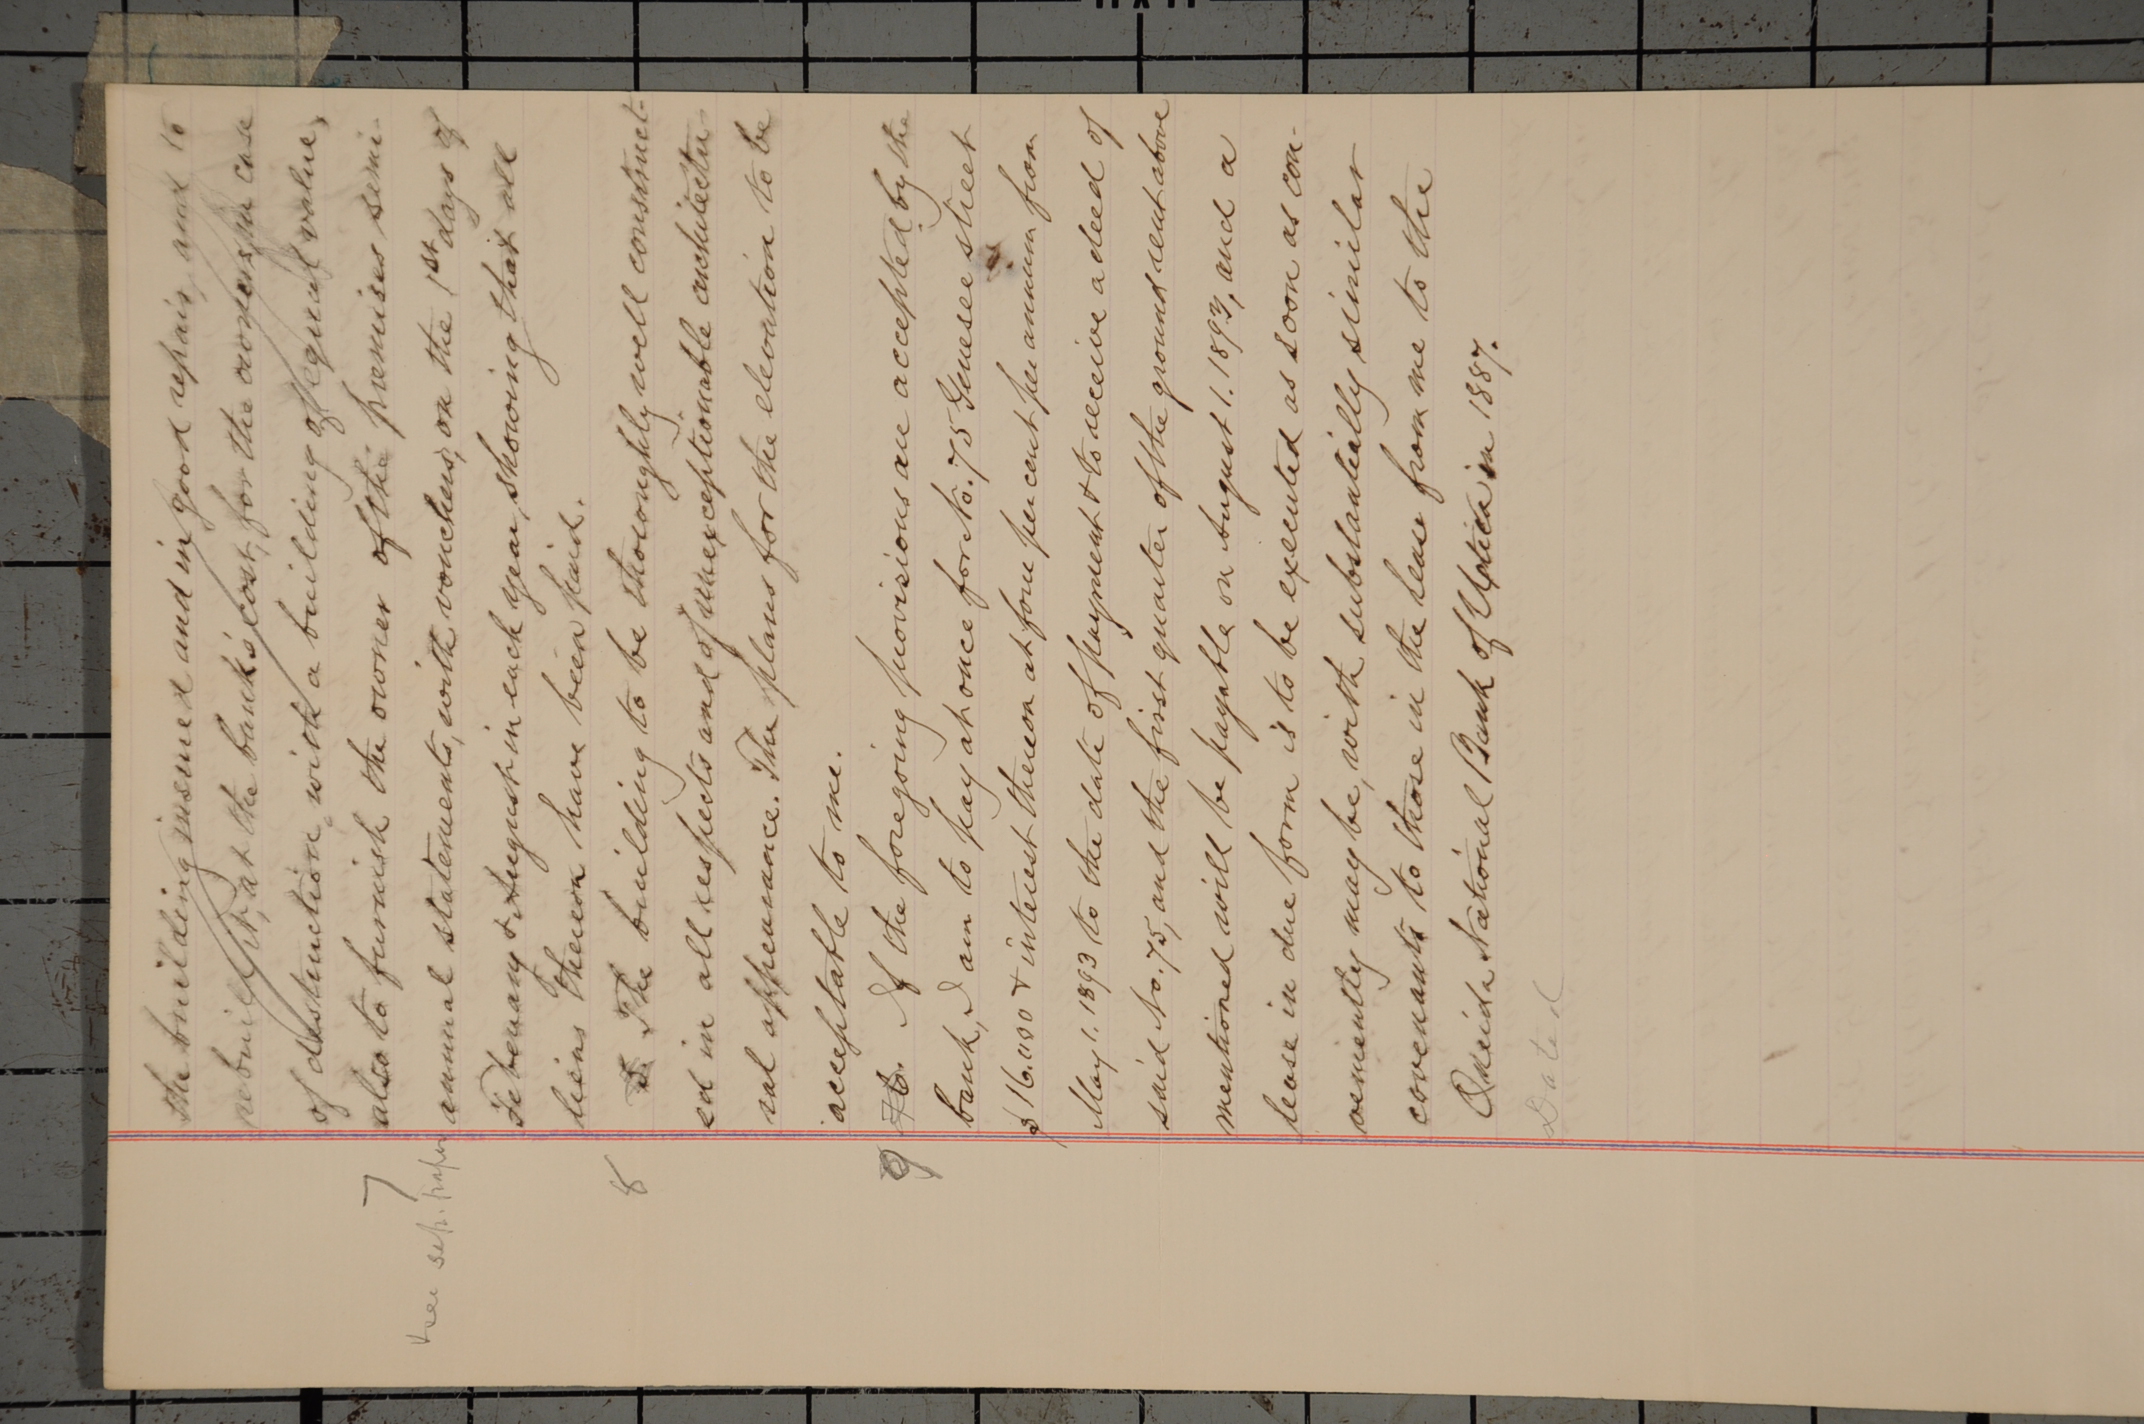 the building insured and in good repair, and to
rebuild it, at the bank's cost, for the owners, in case
of destruction, with a building of equal value,
7 also to furnish the owner of the premises semi-
see sep. paper annual statements, with vouchers, on the 1st days of
February & August in each year, showing that all
liens thereon have been paid.
8 The building to be thoroughly well construct-
ed in all respects and of unexceptionable architectu-
ral appearance. The plans for the elevation to be
acceptable to me.
9 If the foregoing provisions are accepted by the
bank, I am to pay at once for No. 75 Genesee street
$16.000 & interest thereon at four per cent per annum from
May 1. 1893 to the date of payment & to receive a deed of
said No. 75, and the first quarter of the ground rent above
mentioned will be payable on August 1. 1893, and a
lease in due form is to be executed as soon as con-
veniently may be, with substantially similar
covenants to those in the lease from me to the
Oneida National Bank of Utica in 1887.
Dated